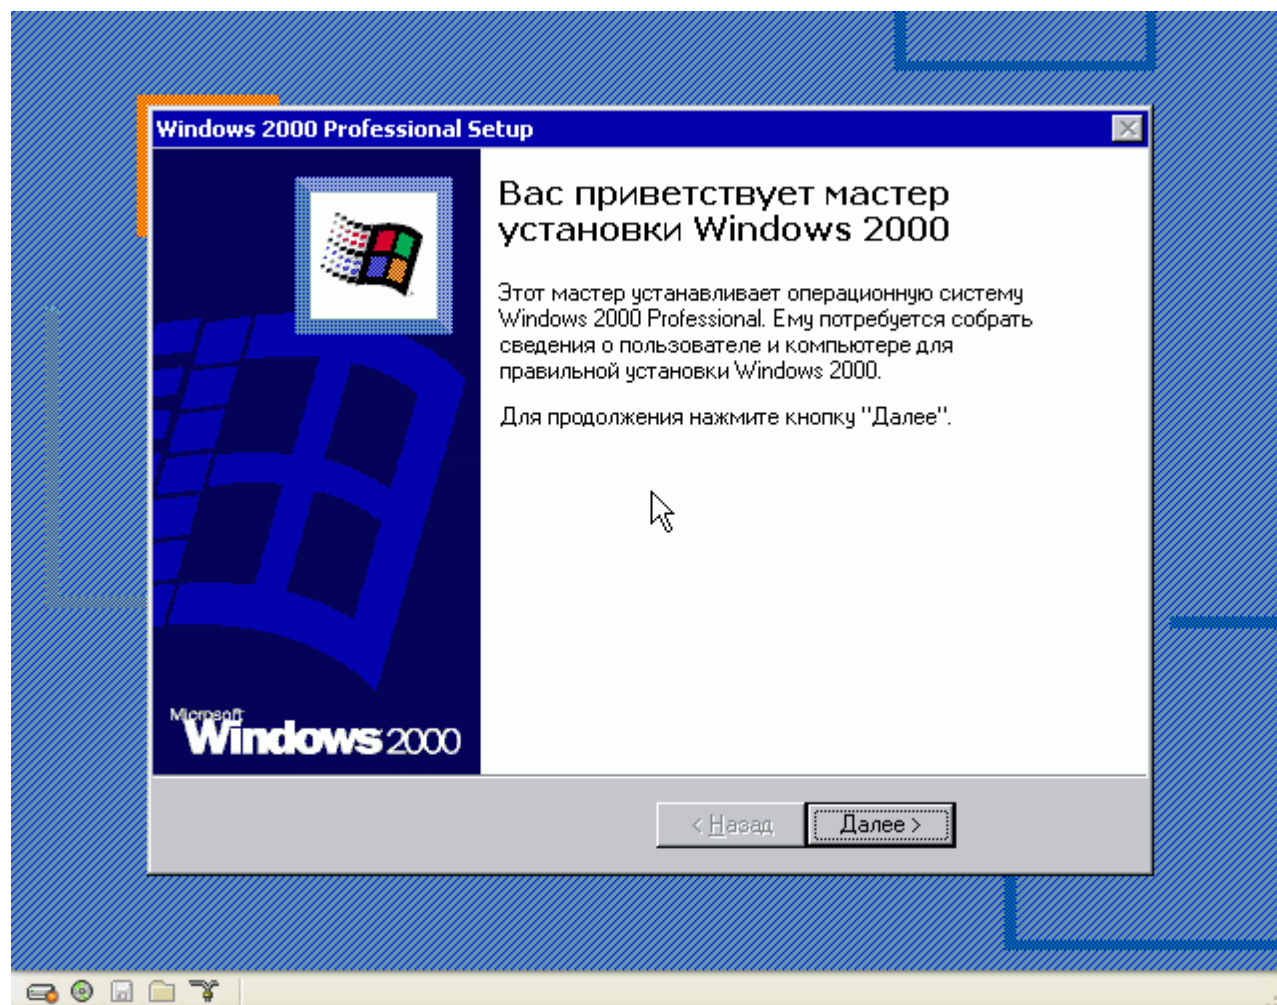 Windows 2000 Professional Setup
Вас приветствует мастер
установки Windows 2000
Этот мастер устанавливает операционную систему
Windows 2000 Professional. Ему потребуется собрать
сведения о пользователе и компьютере для
правильной установки Windows 2000.
Для продолжения нажмите кнопку "Далее".
Microsoft
Windows 2000
< Назад
Далее >